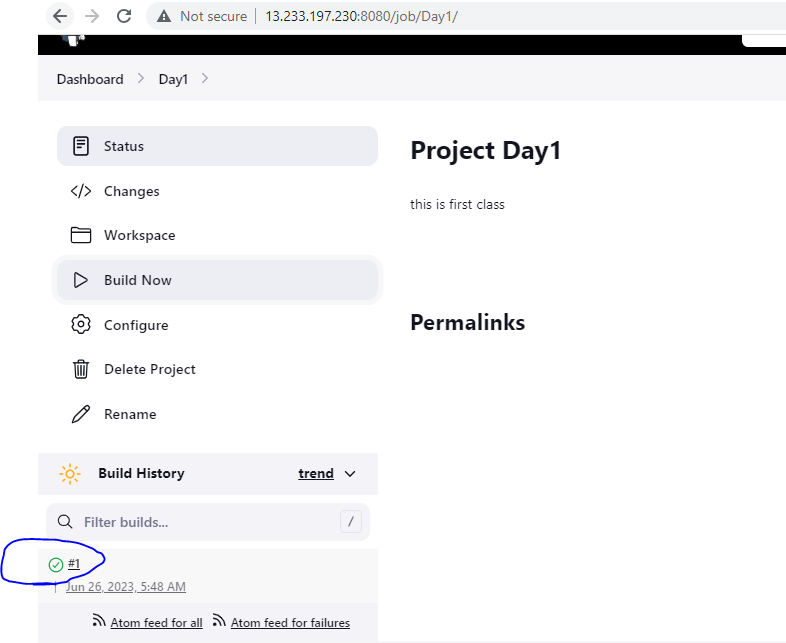 Not secure 13.233.197.230:8080/job/Day1/
Dashboard Day1
Status
Changes
Workspace
Build Now
Configure
Delete Project
Rename
Build History trend
Filter builds... /
#1
Jun 26, 2023, 5:48 AM
Atom feed for all Atom feed for failures
Project Day1
this is first class
Permalinks